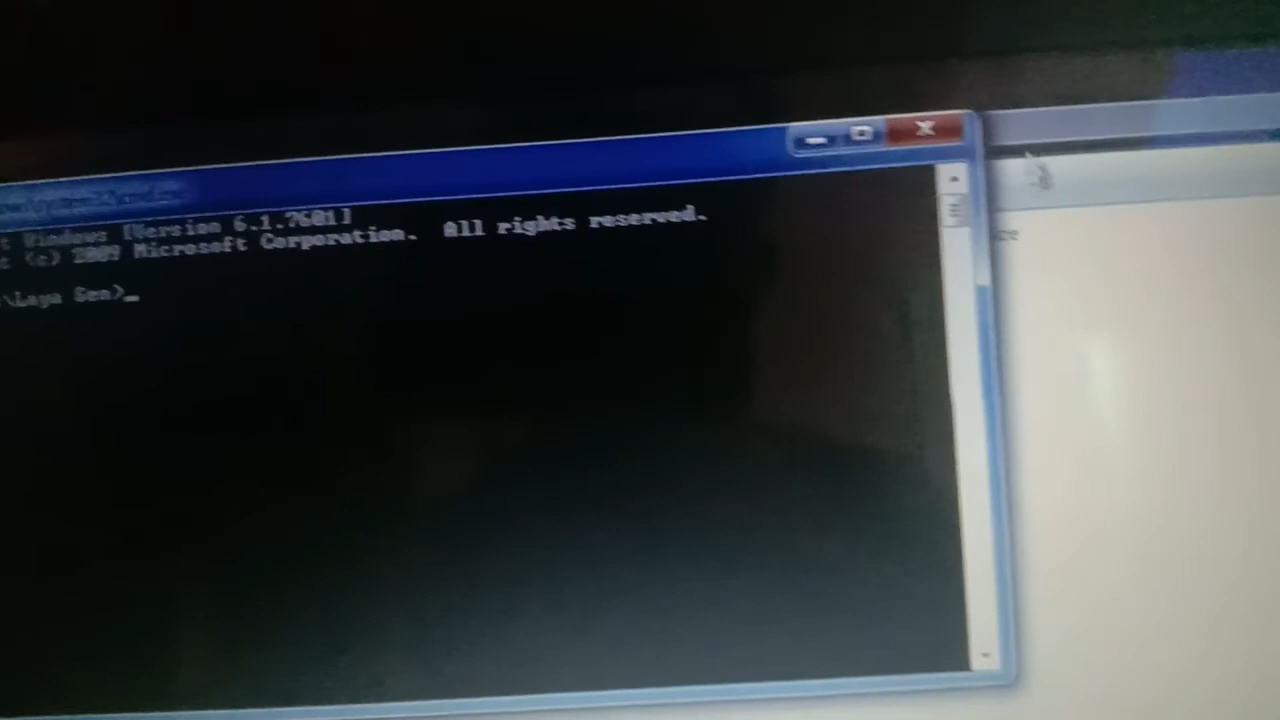 t Windows [Version 6.1.7601]
t (c) 2009 Microsoft Corporation. All rights reserved.
\Laya Sen>_